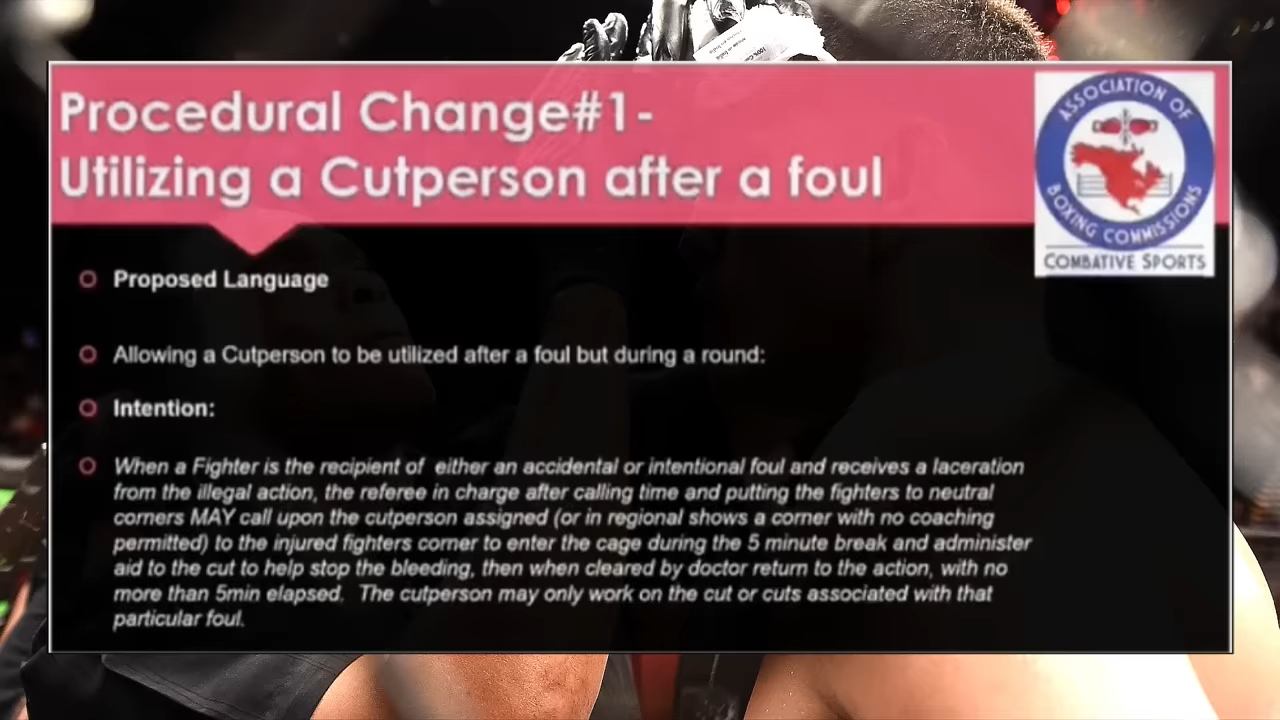 Procedural Change#1-
Utilizing a Cutperson after a foul
ASSOCIATION OF
BOXING COMMISSIONS
COMBATIVE SPORTS
Proposed Language
Allowing a Cutperson to be utilized after a foul but during a round:
Intention:
When a Fighter is the recipient of either an accidental or intentional foul and receives a laceration
from the illegal action, the referee in charge after calling time and putting the fighters to neutral
corners MAY call upon the cutperson assigned (or in regional shows a corner with no coaching
permitted) to the injured fighters corner to enter the cage during the 5 minute break and administer
aid to the cut to help stop the bleeding, then when cleared by doctor return to the action, with no
more than 5min elapsed. The cutperson may only work on the cut or cuts associated with that
particular foul.